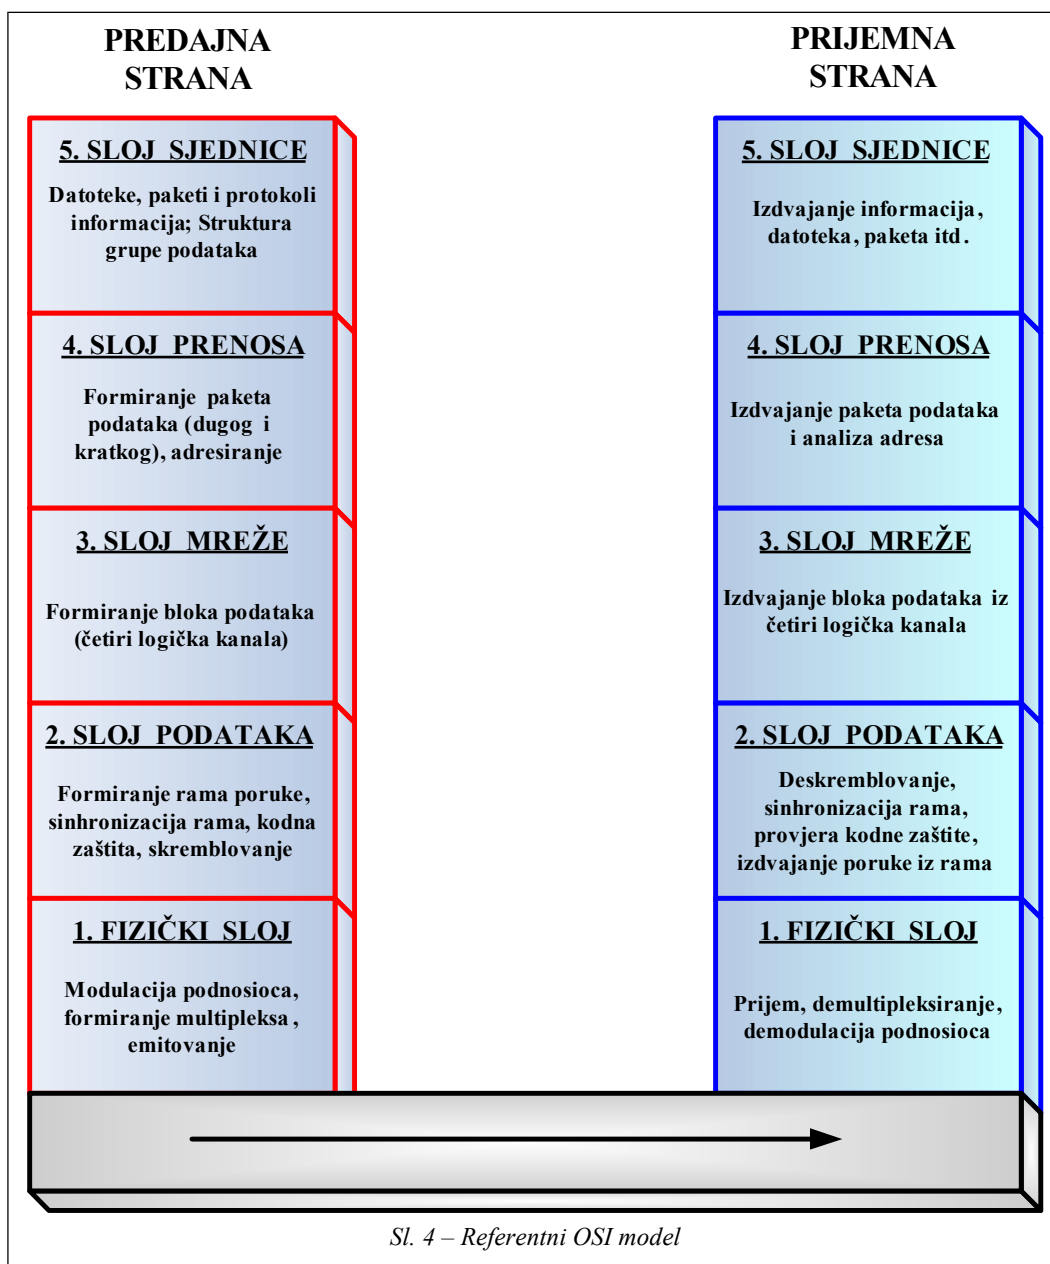 PREDAJNA
STRANA
5. SLOJ SJEDNICE
Datoteke, paketi i protokoli
informacija; Struktura
grupe podataka
4. SLOJ PRENOSA
Formiranje paketa
podataka (dugog i
kratkog), adresiranje
3. SLOJ MREŽE
Formiranje bloka podataka
(četiri logička kanala)
2. SLOJ PODATAKA
Formiranje rama poruke,
sinhronizacija rama, kodna
zaštita, skremblovanje
1. FIZIČKI SLOJ
Modulacija podnosioca,
formiranje multipleksa ,
emitovanje
PRIJEMNA
STRANA
5. SLOJ SJEDNICE
Izdvajanje informacija,
datoteka, paketa itd.
4. SLOJ PRENOSA
Izdvajanje paketa podataka
i analiza adresa
3. SLOJ MREŽE
Izdvajanje bloka podataka iz
četiri logička kanala
2. SLOJ PODATAKA
Deskremblovanje,
sinhronizacija rama,
provjera kodne zaštite,
izdvajanje poruke iz rama
1. FIZIČKI SLOJ
Prijem, demultipleksiranje,
demodulacija podnosioca
Sl. 4 – Referentni OSI model